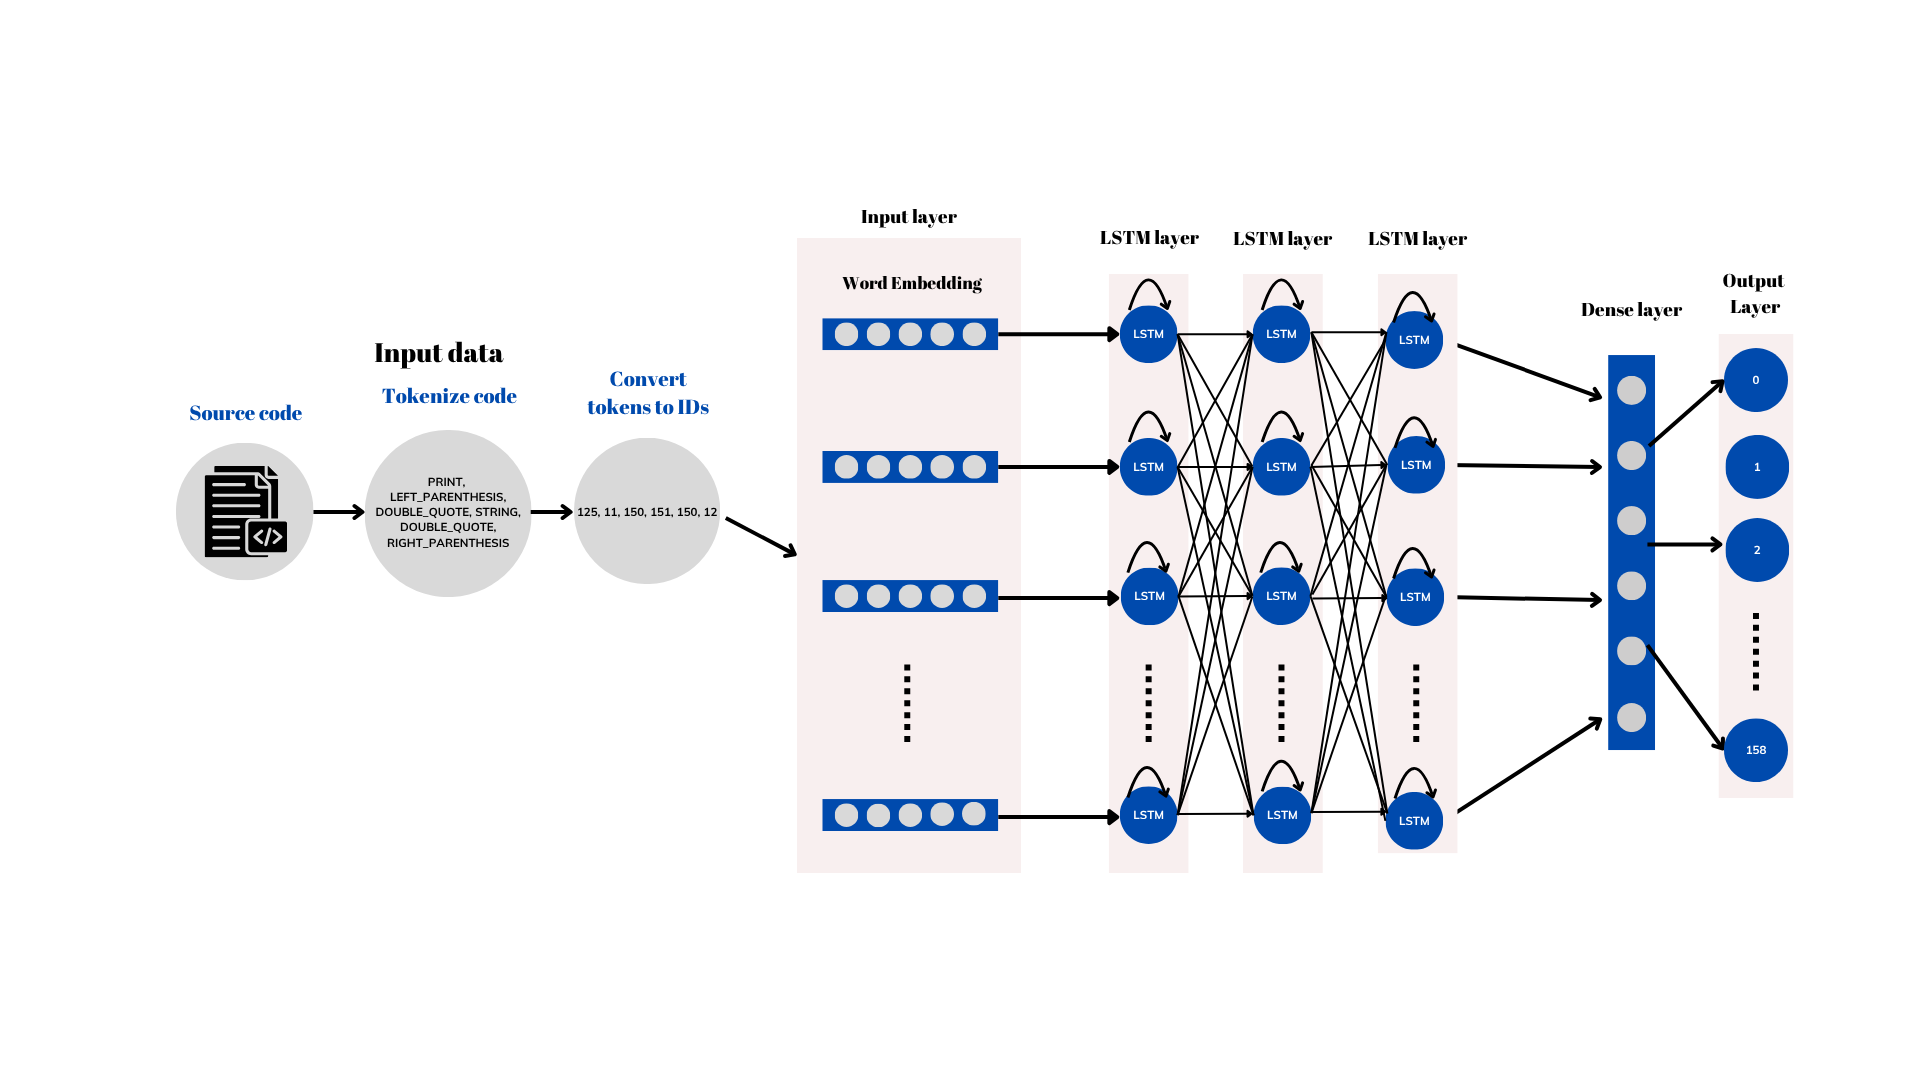 Input data
Source code
Tokenize code
Convert
tokens to IDs
</>
PRINT,
LEFT_PARENTHESIS,
DOUBLE_QUOTE, STRING,
DOUBLE_QUOTE,
RIGHT_PARENTHESIS
125, 11, 150, 151, 150, 12
Input layer
Word Embedding
LSTM layer
LSTM
LSTM
LSTM
LSTM
LSTM layer
LSTM
LSTM
LSTM
LSTM
LSTM layer
LSTM
LSTM
LSTM
LSTM
Dense layer
Output
Layer
0
1
2
158